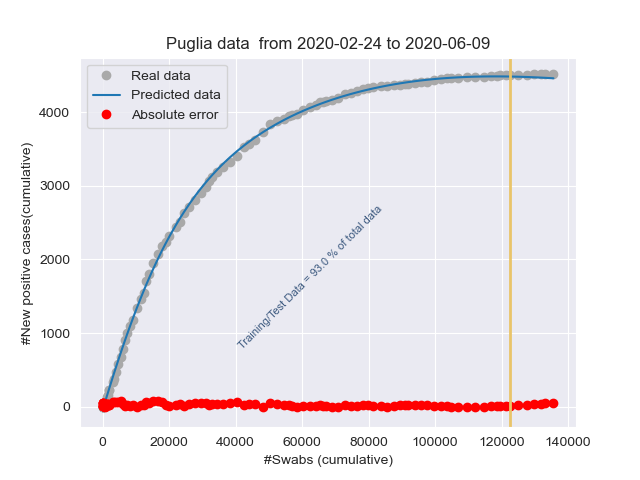 Puglia data  from 2020-02-24 to 2020-06-09
Real data
Predicted data
Absolute error
#New positive cases(cumulative)
4000
3000
2000
1000
0
Training/Test Data = 93.0 % of total data
0
20000
40000
60000
80000
100000
120000
140000
#Swabs (cumulative)